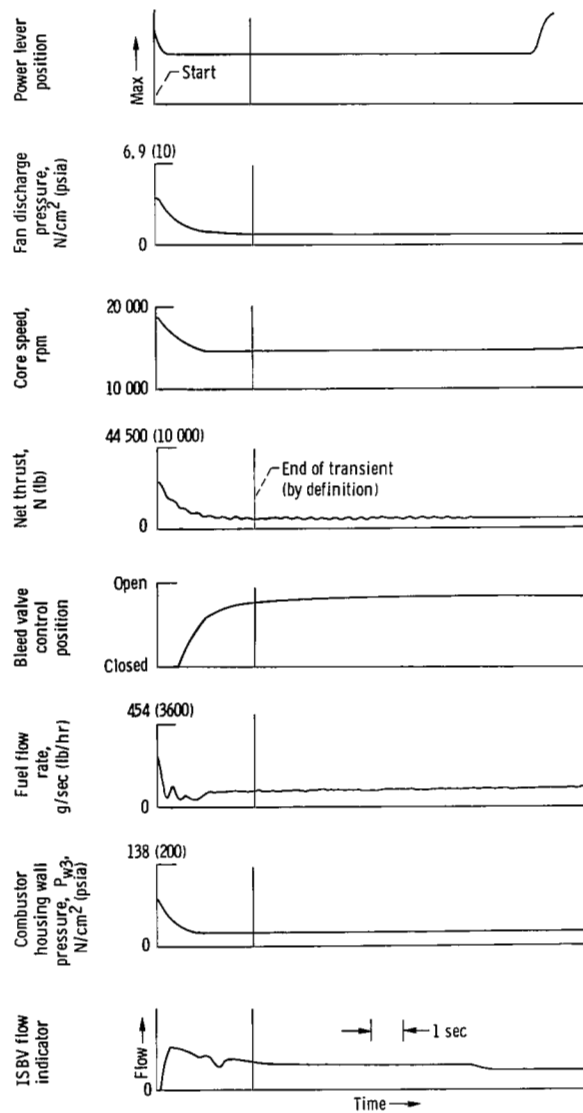 Power lever
position
Max
Start
Fan discharge
pressure,
N/cm² (psia)
6.9 (10)
0
Core speed,
rpm
20 000
10 000
Net thrust,
N (lb)
44 500 (10 000)
0
End of transient
(by definition)
Bleed valve
control
position
Open
Closed
Fuel flow
rate,
g/sec (lb/hr)
454 (3600)
0
Combustor
housing wall
pressure, Pw3,
N/cm² (psia)
138 (200)
0
ISBV flow
indicator
Flow
0
1 sec
Time